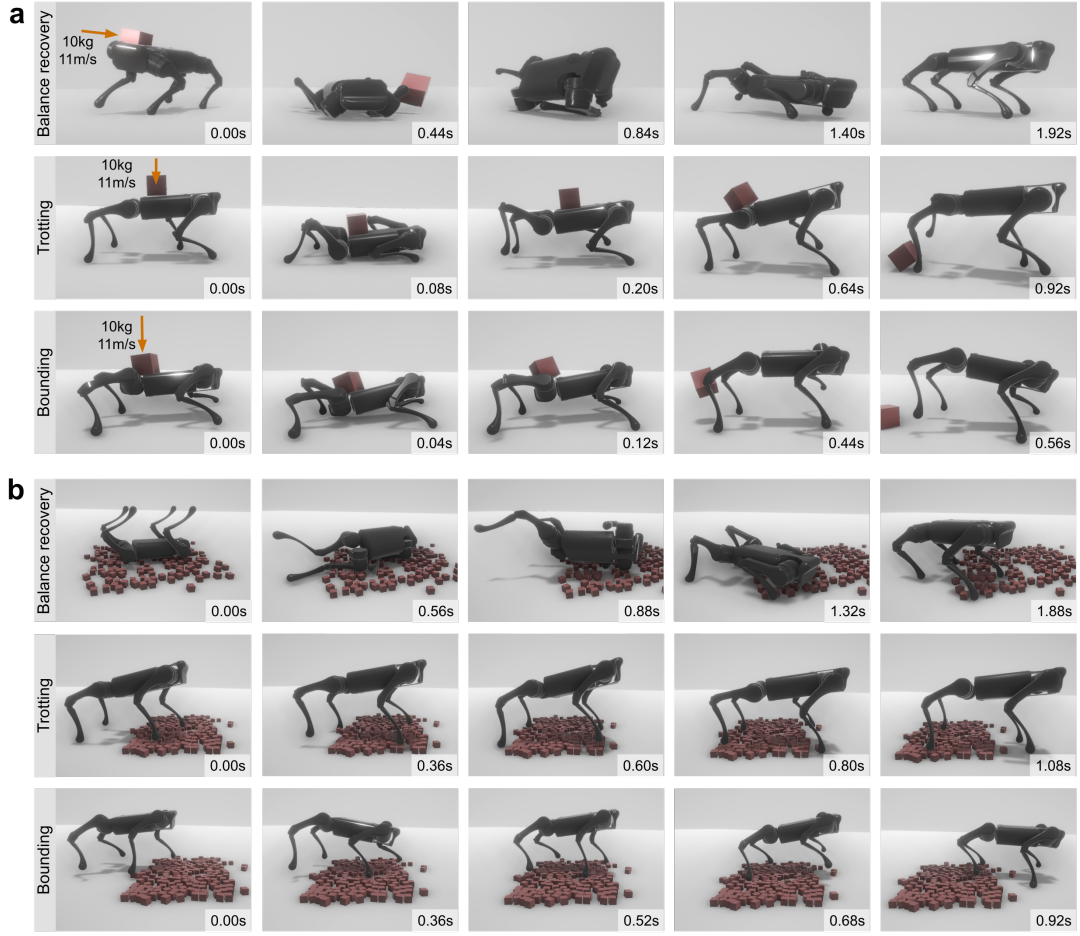 a
Balance recovery
10kg
11m/s
0.00s
0.44s
0.84s
1.40s
1.92s
Trotting
10kg
11m/s
0.00s
0.08s
0.20s
0.64s
0.92s
Bounding
10kg
11m/s
0.00s
0.04s
0.12s
0.44s
0.56s
b
Balance recovery
0.00s
0.56s
0.88s
1.32s
1.88s
Trotting
0.00s
0.36s
0.60s
0.80s
1.08s
Bounding
0.00s
0.36s
0.52s
0.68s
0.92s